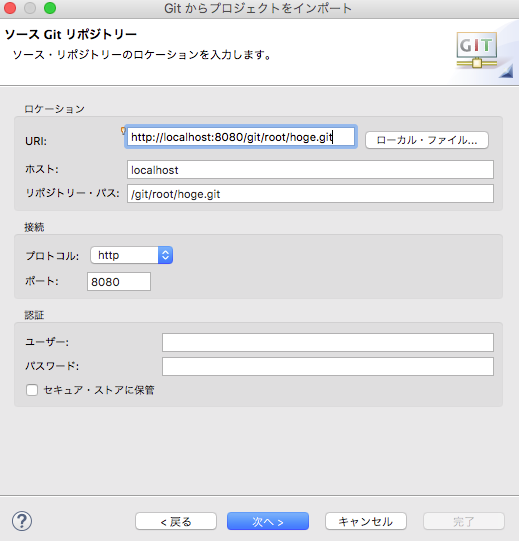 Git からプロジェクトをインポート
ソース Git リポジトリー
ソース・リポジトリーのロケーションを入力します。
GIT
ロケーション
URI: http://localhost:8080/git/root/hoge.git ローカル・ファイル...
ホスト: localhost
リポジトリー・パス: /git/root/hoge.git
接続
プロトコル: http
ポート: 8080
認証
ユーザー:
パスワード:
セキュア・ストアに保管
? < 戻る 次へ > キャンセル 完了